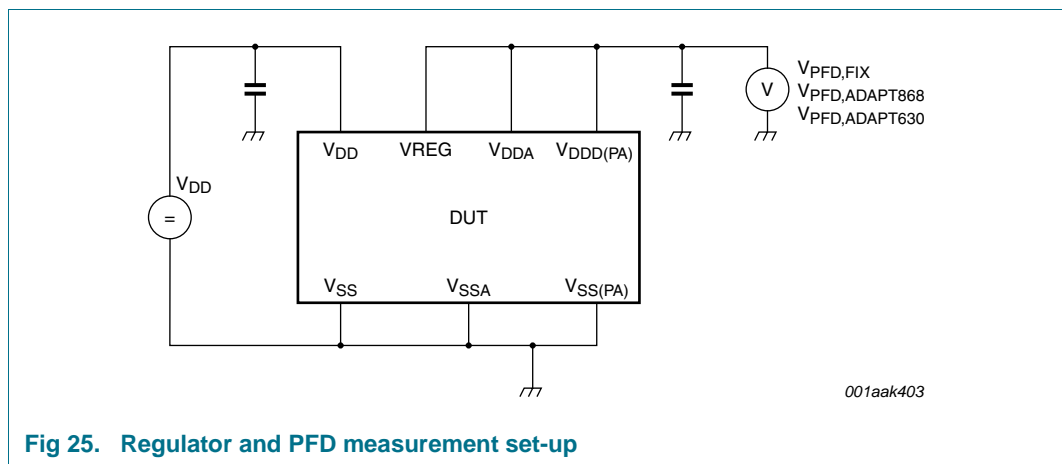 VPFD,FIX
VPFD,ADAPT868
VPFD,ADAPT630
V
VDD VREG VDDA VDDD(PA)
VDD
=
DUT
VSS VSSA VSS(PA)
001aak403
Fig 25. Regulator and PFD measurement set-up